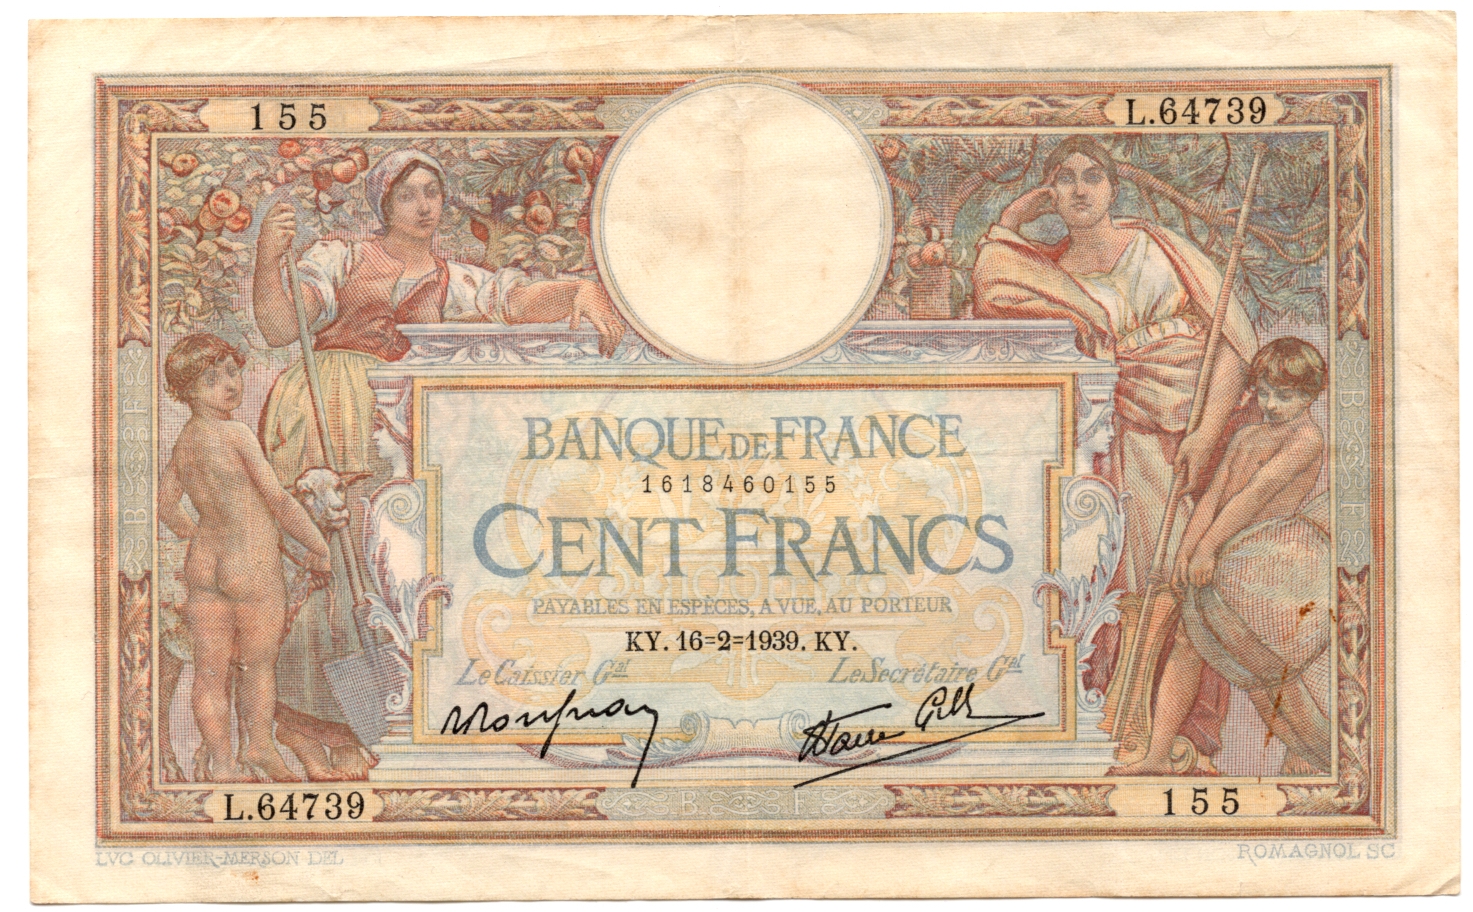 155
L.64739
BANQUE DE FRANCE
1618460155
CENT FRANCS
PAYABLES EN ESPÈCES, A VUE, AU PORTEUR
KY. 16=2=1939. KY.
Le Caissier Gal
Le Secrétaire Gal
L.64739
B F
155
LVC OLIVIER-MERSON DEL
ROMAGNOL SC